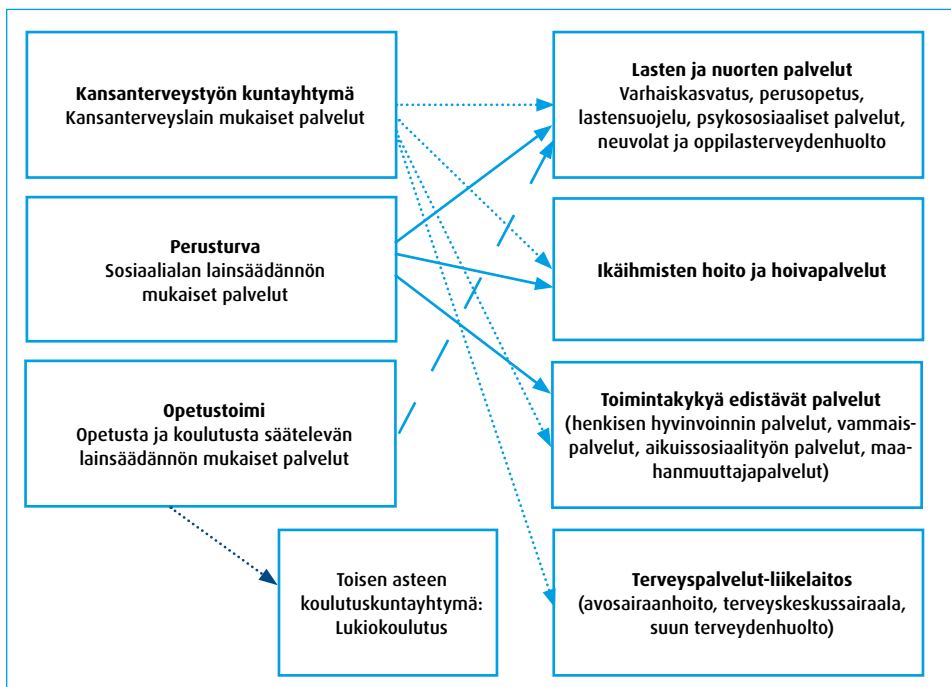 Kansanterveystyön kuntayhtymä
Kansanterveyslain mukaiset palvelut
Perusturva
Sosiaalialan lainsäädännön
mukaiset palvelut
Opetustoimi
Opetusta ja koulutusta säätelevän
lainsäädännön mukaiset palvelut
Toisen asteen
koulutuskuntayhtymä:
Lukiokoulutus
Lasten ja nuorten palvelut
Varhaiskasvatus, perusopetus,
lastensuojelu, psykososiaaliset palvelut,
neuvolat ja oppilasterveydenhuolto
Ikäihmisten hoito ja hoivapalvelut
Toimintakykyä edistävät palvelut
(henkisen hyvinvoinnin palvelut, vammais-
palvelut, aikuissosiaalityön palvelut, maa-
hanmuuttajapalvelut)
Terveyspalvelut-liikelaitos
(avosairaanhoito, terveyskeskussairaala,
suun terveydenhuolto)